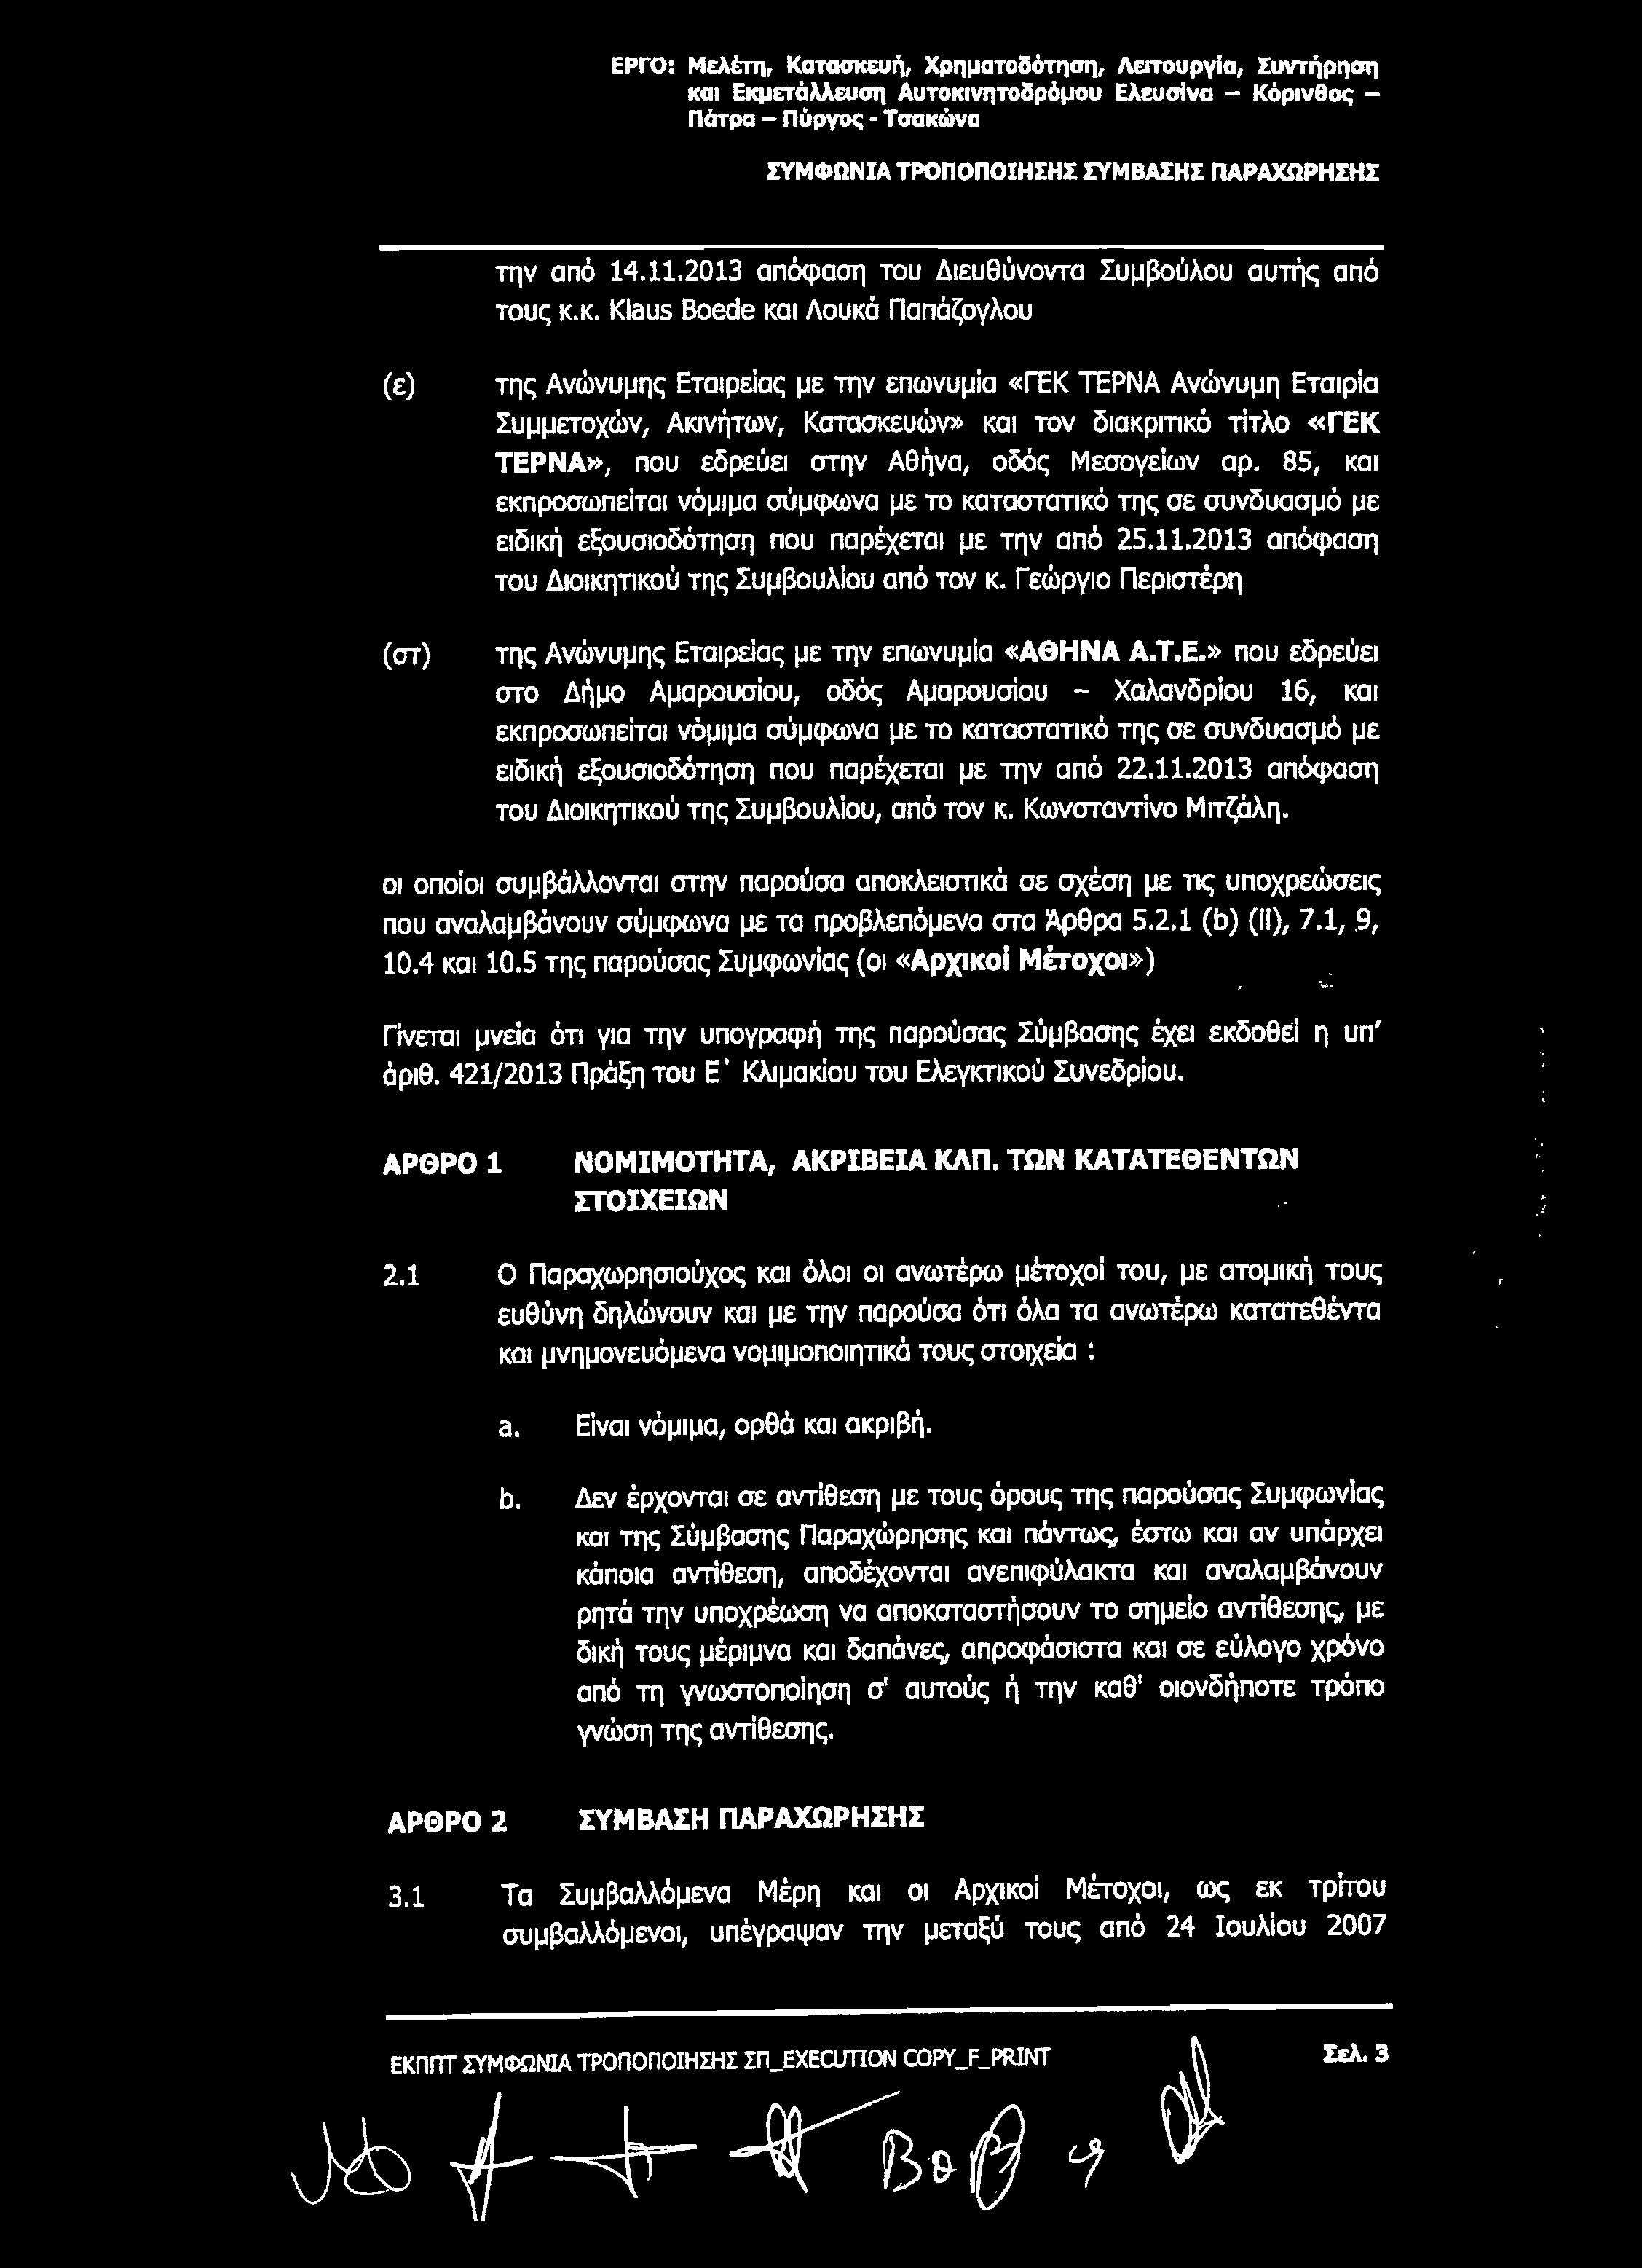 ΕΡΓΟ: Μελέτη, Κατασκευή, Χρηματοδότηση, Λειτουργία, Συντήρηση
και Εκμετάλλευση Αυτοκινητοδρόμου Ελευσίνα – Κόρινθος –
Πάτρα – Πύργος - Τσακώνα
ΣΥΜΦΩΝΙΑ ΤΡΟΠΟΠΟΙΗΣΗΣ ΣΥΜΒΑΣΗΣ ΠΑΡΑΧΩΡΗΣΗΣ
την από 14.11.2013 απόφαση του Διευθύνοντα Συμβούλου αυτής από
τους κ.κ. Klaus Boede και Λουκά Παπάζογλου
(ε) της Ανώνυμης Εταιρείας με την επωνυμία «ΓΕΚ ΤΕΡΝΑ Ανώνυμη Εταιρία
Συμμετοχών, Ακινήτων, Κατασκευών» και τον διακριτικό τίτλο «ΓΕΚ
ΤΕΡΝΑ», που εδρεύει στην Αθήνα, οδός Μεσογείων αρ. 85, και
εκπροσωπείται νόμιμα σύμφωνα με το καταστατικό της σε συνδυασμό με
ειδική εξουσιοδότηση που παρέχεται με την από 25.11.2013 απόφαση
του Διοικητικού της Συμβουλίου από τον κ. Γεώργιο Περιστέρη
(στ) της Ανώνυμης Εταιρείας με την επωνυμία «ΑΘΗΝΑ Α.Τ.Ε.» που εδρεύει
στο Δήμο Αμαρουσίου, οδός Αμαρουσίου – Χαλανδρίου 16, και
εκπροσωπείται νόμιμα σύμφωνα με το καταστατικό της σε συνδυασμό με
ειδική εξουσιοδότηση που παρέχεται με την από 22.11.2013 απόφαση
του Διοικητικού της Συμβουλίου, από τον κ. Κωνσταντίνο Μιτζάλη.
οι οποίοι συμβάλλονται στην παρούσα αποκλειστικά σε σχέση με τις υποχρεώσεις
που αναλαμβάνουν σύμφωνα με τα προβλεπόμενα στα Άρθρα 5.2.1 (b) (ii), 7.1, 9,
10.4 και 10.5 της παρούσας Συμφωνίας (οι «Αρχικοί Μέτοχοι»)
Γίνεται μνεία ότι για την υπογραφή της παρούσας Σύμβασης έχει εκδοθεί η υπ'
άριθ. 421/2013 Πράξη του Ε΄ Κλιμακίου του Ελεγκτικού Συνεδρίου.
ΑΡΘΡΟ 1 ΝΟΜΙΜΟΤΗΤΑ, ΑΚΡΙΒΕΙΑ ΚΛΠ. ΤΩΝ ΚΑΤΑΤΕΘΕΝΤΩΝ
ΣΤΟΙΧΕΙΩΝ
2.1 Ο Παραχωρησιούχος και όλοι οι ανωτέρω μέτοχοί του, με ατομική τους
ευθύνη δηλώνουν και με την παρούσα ότι όλα τα ανωτέρω κατατεθέντα
και μνημονευόμενα νομιμοποιητικά τους στοιχεία :
a. Είναι νόμιμα, ορθά και ακριβή.
b. Δεν έρχονται σε αντίθεση με τους όρους της παρούσας Συμφωνίας
και της Σύμβασης Παραχώρησης και πάντως, έστω και αν υπάρχει
κάποια αντίθεση, αποδέχονται ανεπιφύλακτα και αναλαμβάνουν
ρητά την υποχρέωση να αποκαταστήσουν το σημείο αντίθεσης, με
δική τους μέριμνα και δαπάνες, απροφάσιστα και σε εύλογο χρόνο
από τη γνωστοποίηση σ' αυτούς ή την καθ' οιονδήποτε τρόπο
γνώση της αντίθεσης.
ΑΡΘΡΟ 2 ΣΥΜΒΑΣΗ ΠΑΡΑΧΩΡΗΣΗΣ
3.1 Τα Συμβαλλόμενα Μέρη και οι Αρχικοί Μέτοχοι, ως εκ τρίτου
συμβαλλόμενοι, υπέγραψαν την μεταξύ τους από 24 Ιουλίου 2007
ΕΚΠΠΤ ΣΥΜΦΩΝΙΑ ΤΡΟΠΟΠΟΙΗΣΗΣ ΣΠ_EXECUTION COPY_F_PRINT Σελ. 3